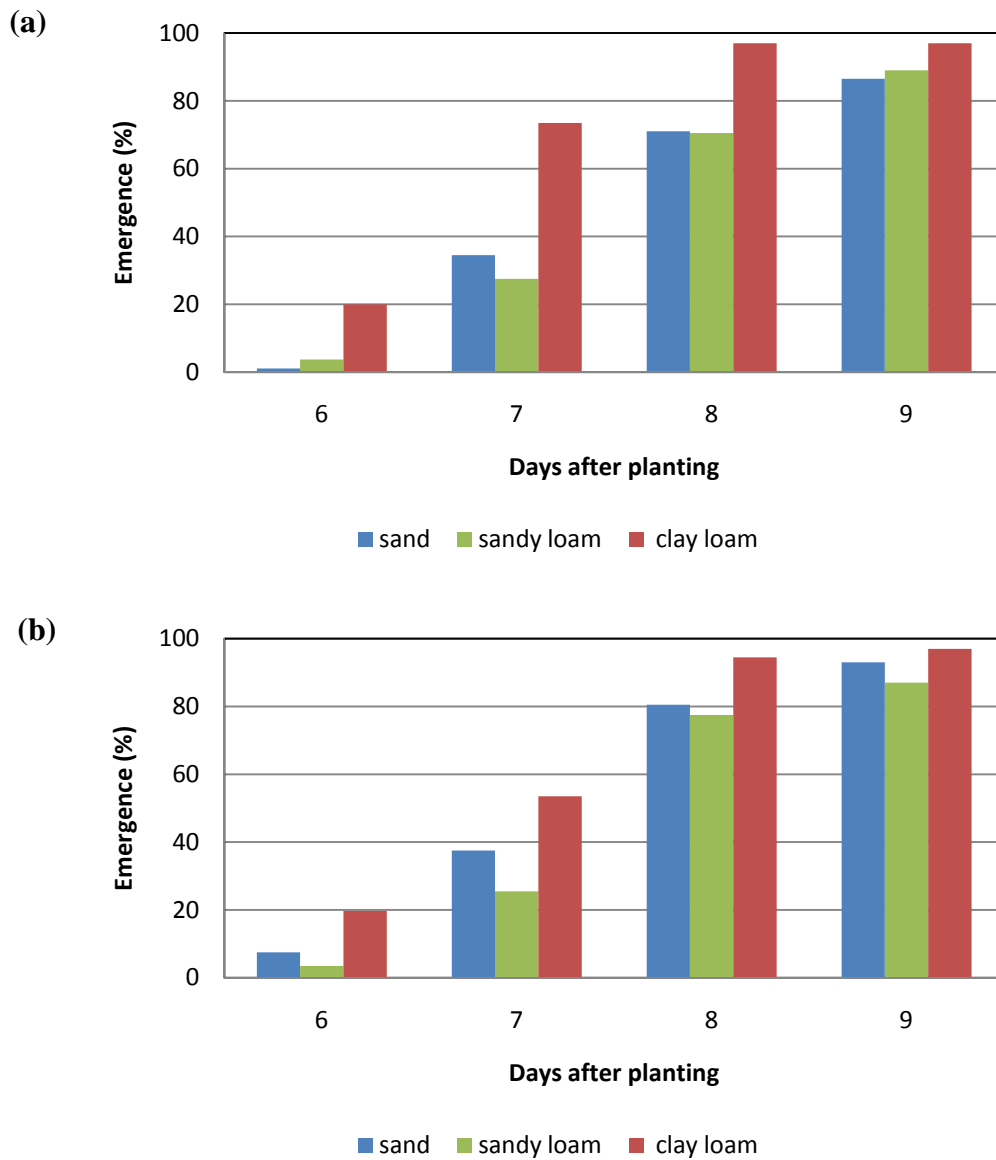 (a)
100
80
60
40
20
0
Emergence (%)
6 7 8 9
Days after planting
sand sandy loam clay loam
(b)
100
80
60
40
20
0
Emergence (%)
6 7 8 9
Days after planting
sand sandy loam clay loam